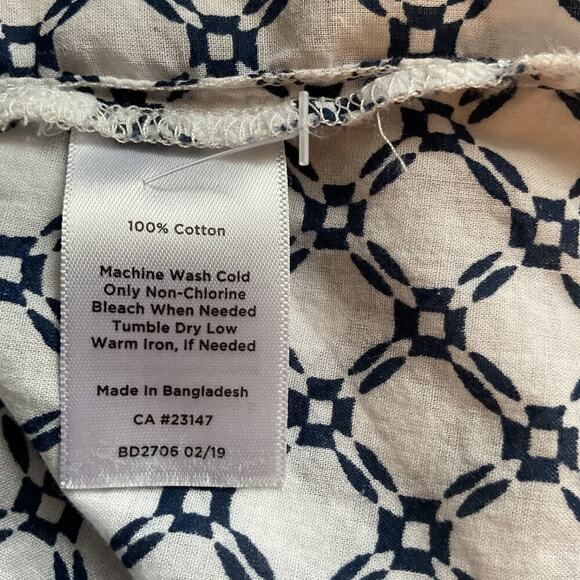 100% Cotton
Machine Wash Cold
Only Non-Chlorine
Bleach When Needed
Tumble Dry Low
Warm Iron, If Needed
Made In Bangladesh
CA #23147
BD2706 02/19